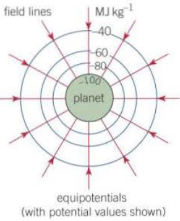 field lines MJ kg⁻¹
40
60
80
100
planet
equipotentials
(with potential values shown)